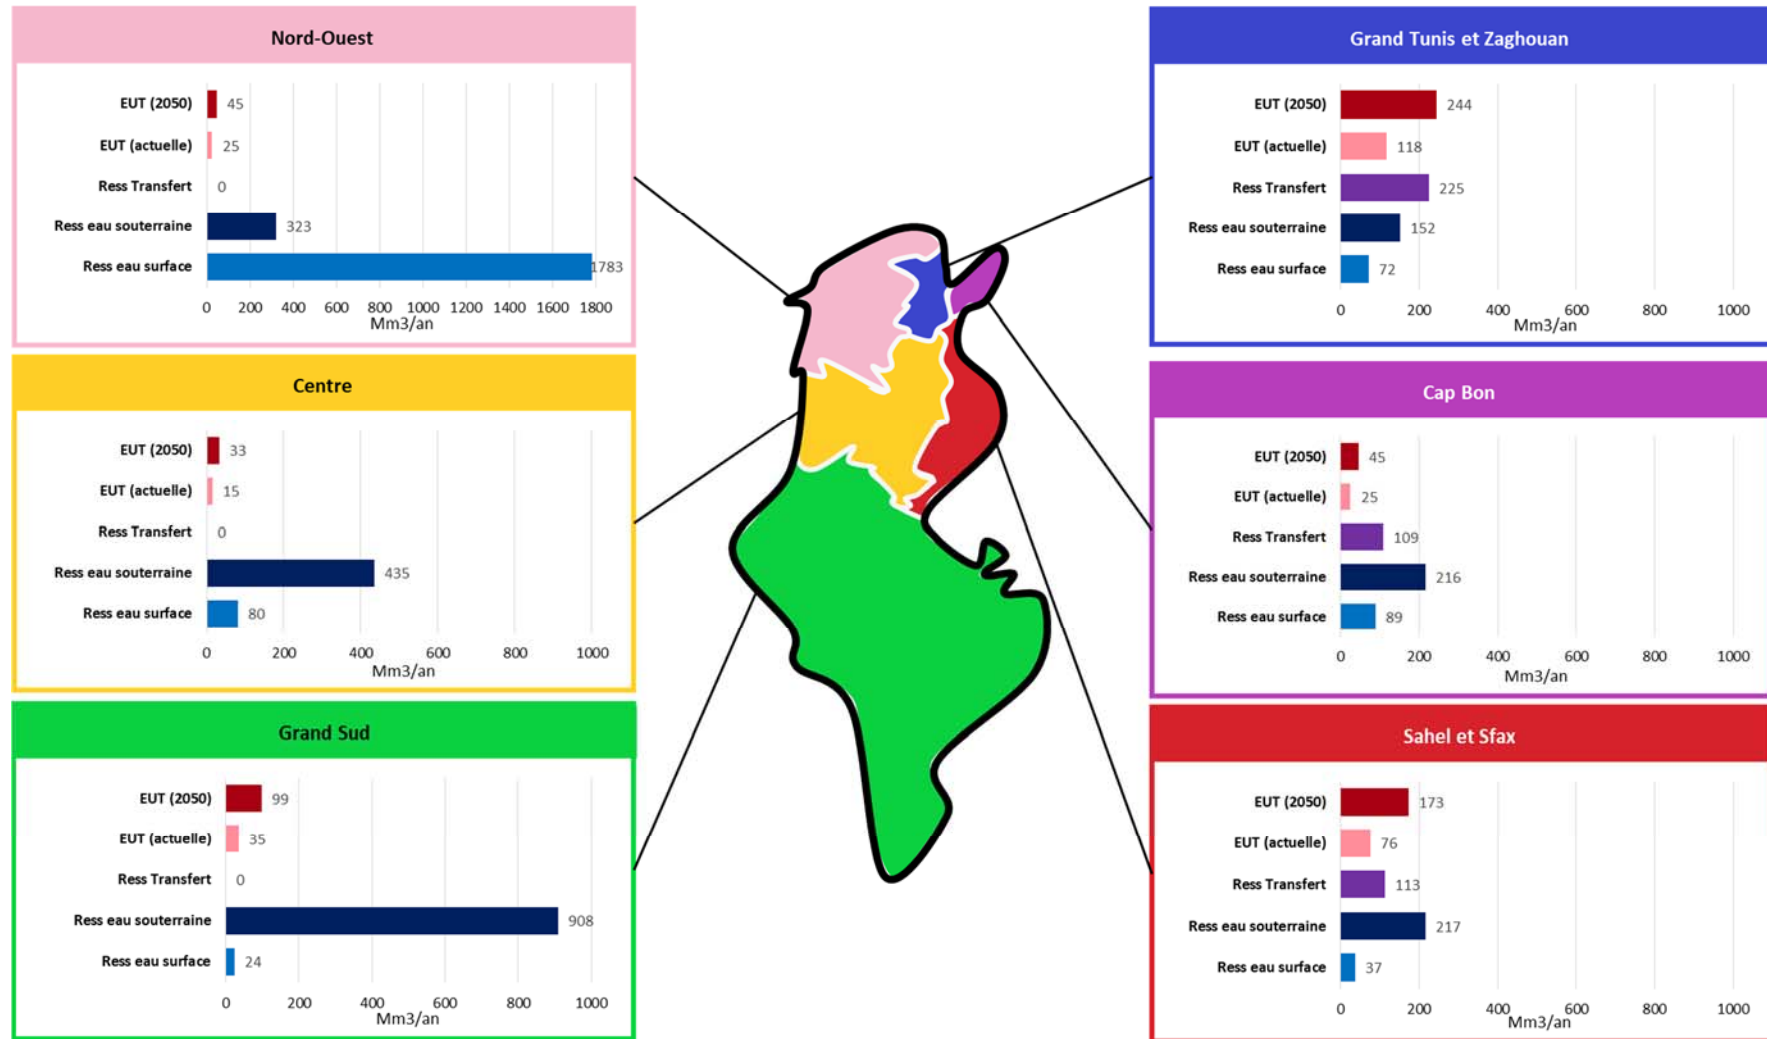 Nord-Ouest
EUT (2050) 45
EUT (actuelle) 25
Ress Transfert 0
Ress eau souterraine 323
Ress eau surface 1783
0 200 400 600 800 1000 1200 1400 1600 1800
Mm3/an
Centre
EUT (2050) 33
EUT (actuelle) 15
Ress Transfert 0
Ress eau souterraine 435
Ress eau surface 80
0 200 400 600 800 1000
Mm3/an
Grand Sud
EUT (2050) 99
EUT (actuelle) 35
Ress Transfert 0
Ress eau souterraine 908
Ress eau surface 24
0 200 400 600 800 1000
Mm3/an
Grand Tunis et Zaghouan
EUT (2050) 244
EUT (actuelle) 118
Ress Transfert 225
Ress eau souterraine 152
Ress eau surface 72
0 200 400 600 800 1000
Mm3/an
Cap Bon
EUT (2050) 45
EUT (actuelle) 25
Ress Transfert 109
Ress eau souterraine 216
Ress eau surface 89
0 200 400 600 800 1000
Mm3/an
Sahel et Sfax
EUT (2050) 173
EUT (actuelle) 76
Ress Transfert 113
Ress eau souterraine 217
Ress eau surface 37
0 200 400 600 800 1000
Mm3/an